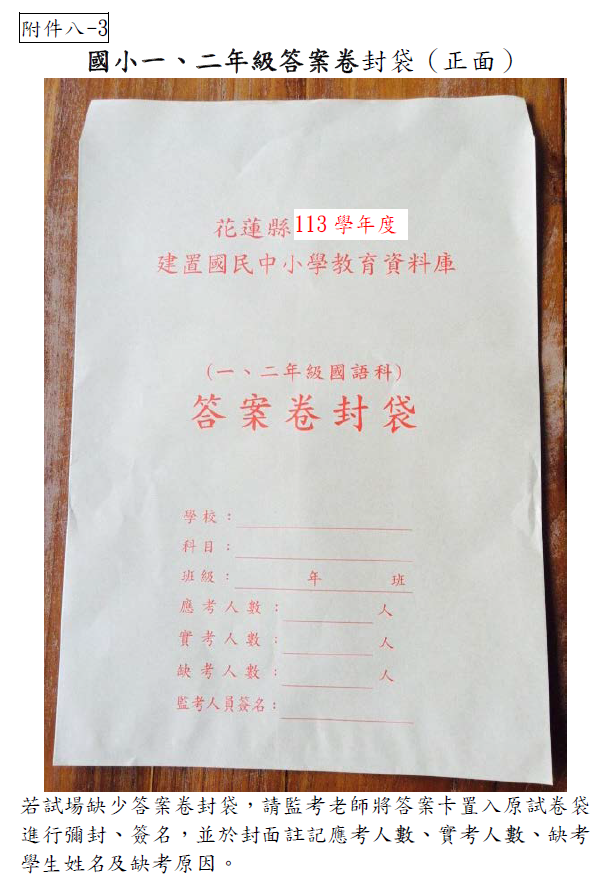 附件八-3
國小一、二年級答案卷封袋（正面）
花蓮縣113學年度
建置國民中小學教育資料庫
(一、二年級國語科)
答案卷封袋
學校：
科目：
班級： 年 班
應考人數： 人
實考人數： 人
缺考人數： 人
監考人員簽名：
若試場缺少答案卷封袋，請監考老師將答案卡置入原試卷袋
進行彌封、簽名，並於封面註記應考人數、實考人數、缺考
學生姓名及缺考原因。